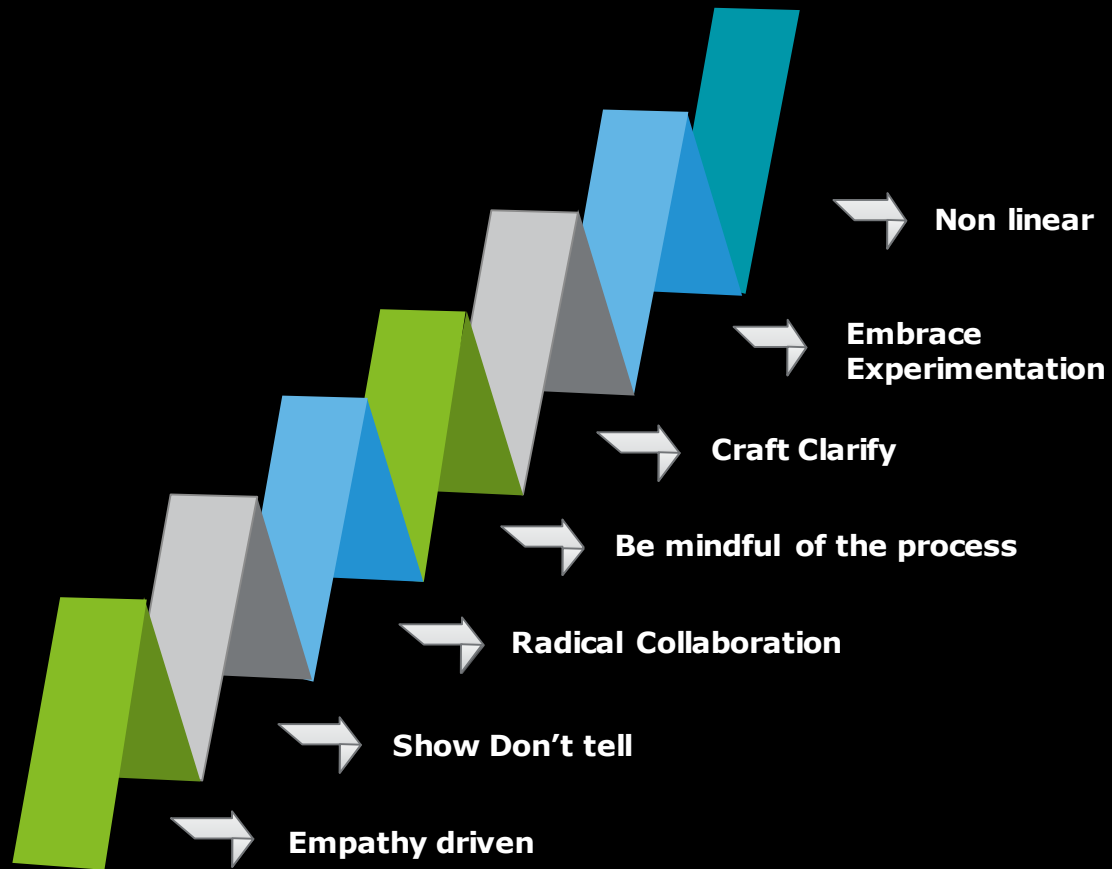 Non linear
Embrace
Experimentation
Craft Clarify
Be mindful of the process
Radical Collaboration
Show Don’t tell
Empathy driven